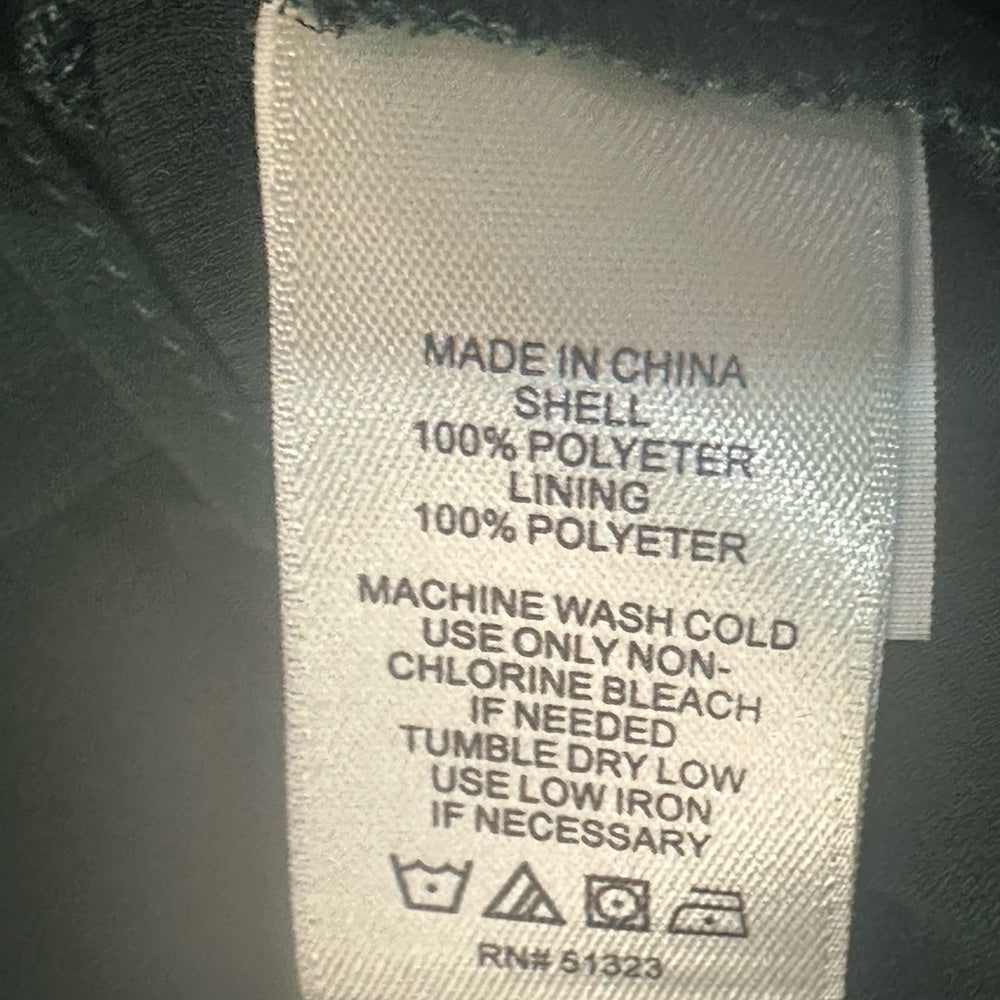 MADE IN CHINA
SHELL
100% POLYETER
LINING
100% POLYETER
MACHINE WASH COLD
USE ONLY NON-
CHLORINE BLEACH
IF NEEDED
TUMBLE DRY LOW
USE LOW IRON
IF NECESSARY
RN# 51323